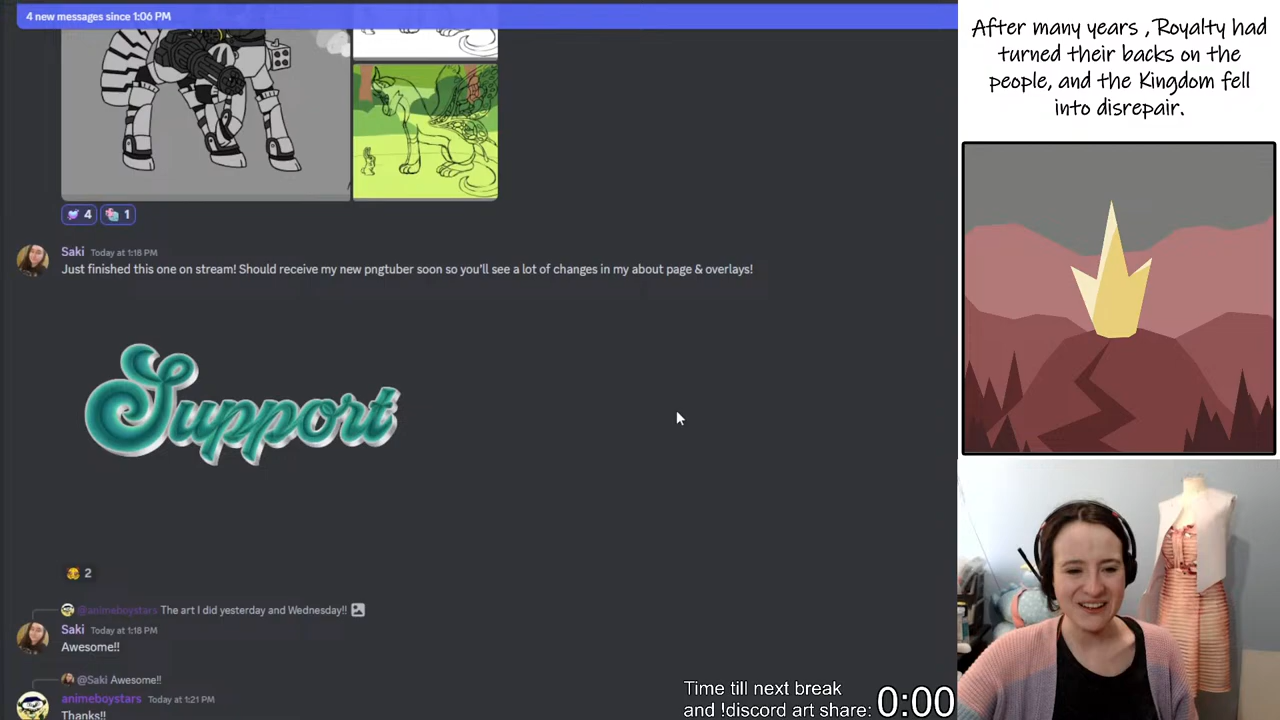 4 new messages since 1:06 PM
After many years , Royalty had
turned their backs on the
people, and the Kingdom fell
into disrepair.
4
1
Saki Today at 1:18 PM
Just finished this one on stream! Should receive my new pngtuber soon so you'll see a lot of changes in my about page & overlays!
Support
2
@animeboystars The art I did yesterday and Wednesday!!
Saki Today at 1:18 PM
Awesome!!
@Saki Awesome!!
animeboystars Today at 1:21 PM
Thanks!!
Time till next break
and !discord art share: 0:00